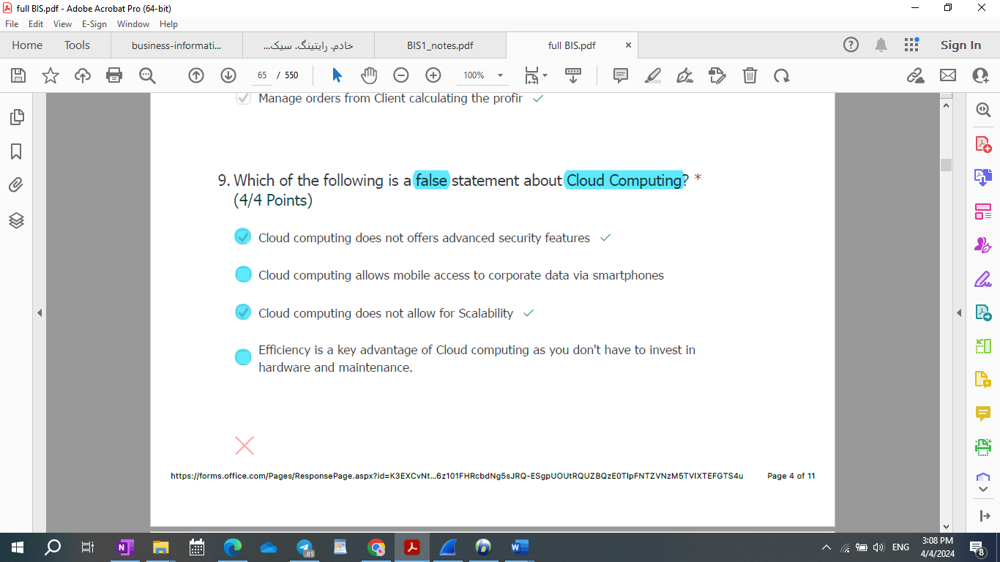 full BIS.pdf - Adobe Acrobat Pro (64-bit)
File Edit View E-Sign Window Help
Home Tools business-informati... خادم. رايتينگ. سيک... BIS1_notes.pdf full BIS.pdf × Sign In
65 / 550 100%
Manage orders from Client calculating the profir
9. Which of the following is a false statement about Cloud Computing? *
(4/4 Points)
Cloud computing does not offers advanced security features
Cloud computing allows mobile access to corporate data via smartphones
Cloud computing does not allow for Scalability
Efficiency is a key advantage of Cloud computing as you don't have to invest in
hardware and maintenance.
https://forms.office.com/Pages/ResponsePage.aspx?id=K3EXCvNt...6z101FHRcbdNg5sJRQ-ESgpUOUtRQUZBQzE0TlpFNTZVNzM5TVlXTEFGTS4u Page 4 of 11
.85
ENG
3:08 PM
4/4/2024
8